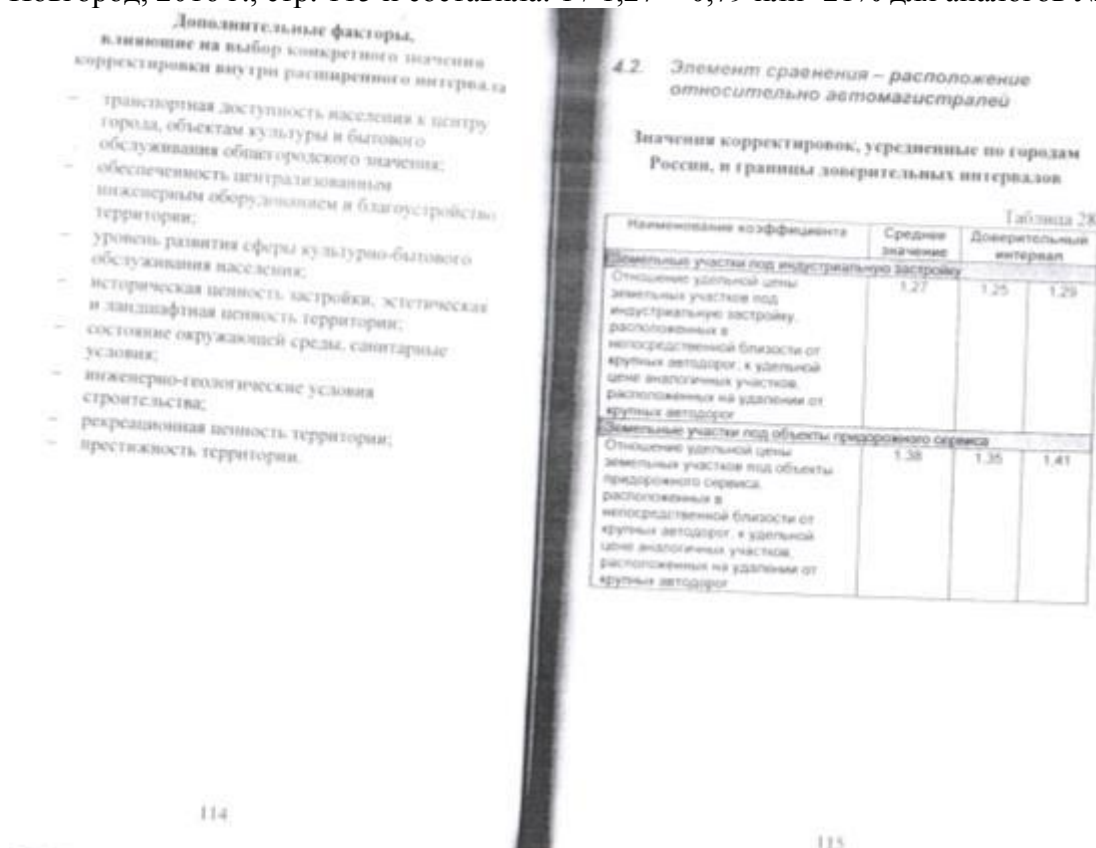 Новгород, 2016 г., стр. 115 и составила: 1 / 1,27 = 0,79 или -21% для аналогов №
Дополнительные факторы,
влияющие на выбор конкретного значения
корректировки внутри расширенного интервала
– транспортная доступность населения к центру
города, объектам культуры и бытового
обслуживания общегородского значения;
– обеспеченность централизованным
инженерным оборудованием и благоустройство
территории;
– уровень развития сферы культурно-бытового
обслуживания населения;
– историческая ценность застройки, эстетическая
и ландшафтная ценность территории;
– состояние окружающей среды, санитарные
условия;
– инженерно-геологические условия
строительства;
– рекреационная ценность территории;
– престижность территории.
114
4.2. Элемент сравнения – расположение
относительно автомагистралей
Значения корректировок, усредненные по городам
России, и границы доверительных интервалов
Таблица 28
Наименование коэффициента Среднее значение Доверительный интервал
Земельные участки под индустриальную застройку
Отношение удельной цены 1,27 1,25 1,29
земельных участков под
индустриальную застройку,
расположенных в
непосредственной близости от
крупных автодорог, к удельной
цене аналогичных участков,
расположенных на удалении от
крупных автодорог
Земельные участки под объекты придорожного сервиса
Отношение удельной цены 1,38 1,35 1,41
земельных участков под объекты
придорожного сервиса,
расположенных в
непосредственной близости от
крупных автодорог, к удельной
цене аналогичных участков,
расположенных на удалении от
крупных автодорог
115